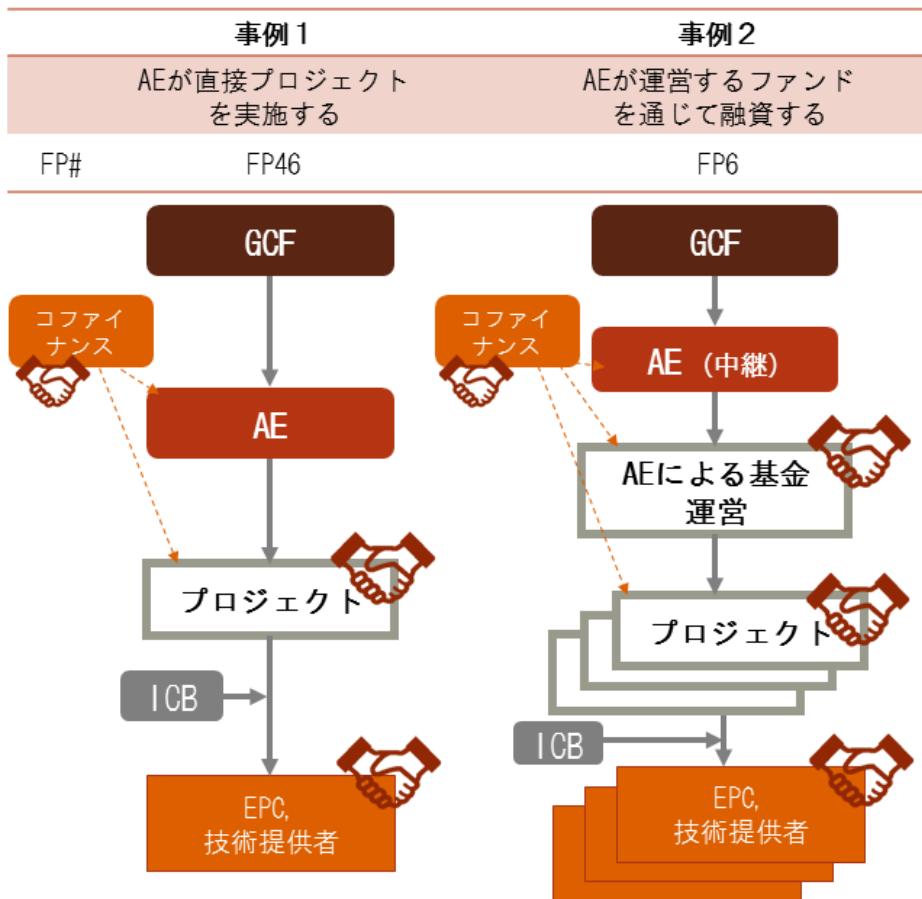 事例1
事例2
AEが直接プロジェクト
を実施する
AEが運営するファンド
を通じて融資する
FP#
FP46
FP6
GCF
コファイ
ナンス
AE
プロジェクト
ICB
EPC,
技術提供者
GCF
コファイ
ナンス
AE（中継）
AEによる基金
運営
プロジェクト
ICB
EPC,
技術提供者